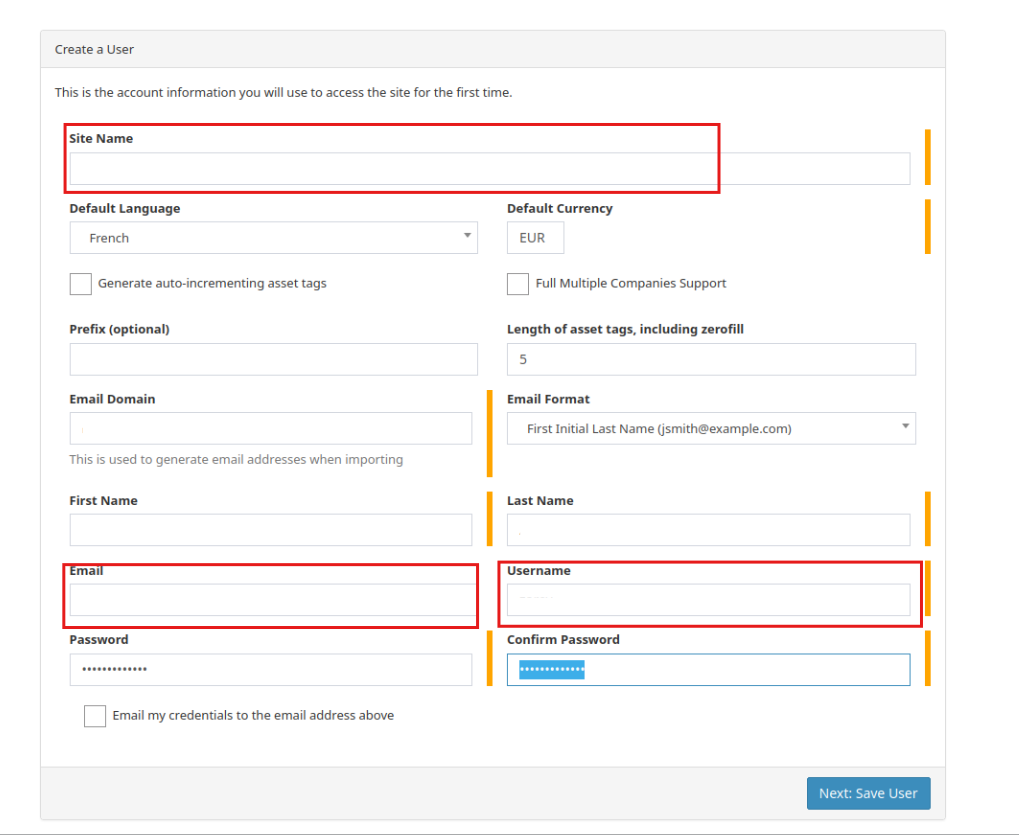 Create a User
This is the account information you will use to access the site for the first time.
Site Name
Default Language Default Currency
French EUR
Generate auto-incrementing asset tags Full Multiple Companies Support
Prefix (optional) Length of asset tags, including zerofill
5
Email Domain Email Format
First Initial Last Name (jsmith@example.com)
This is used to generate email addresses when importing
First Name Last Name
Email Username
Password Confirm Password
••••••••••••• •••••••••••••
Email my credentials to the email address above
Next: Save User